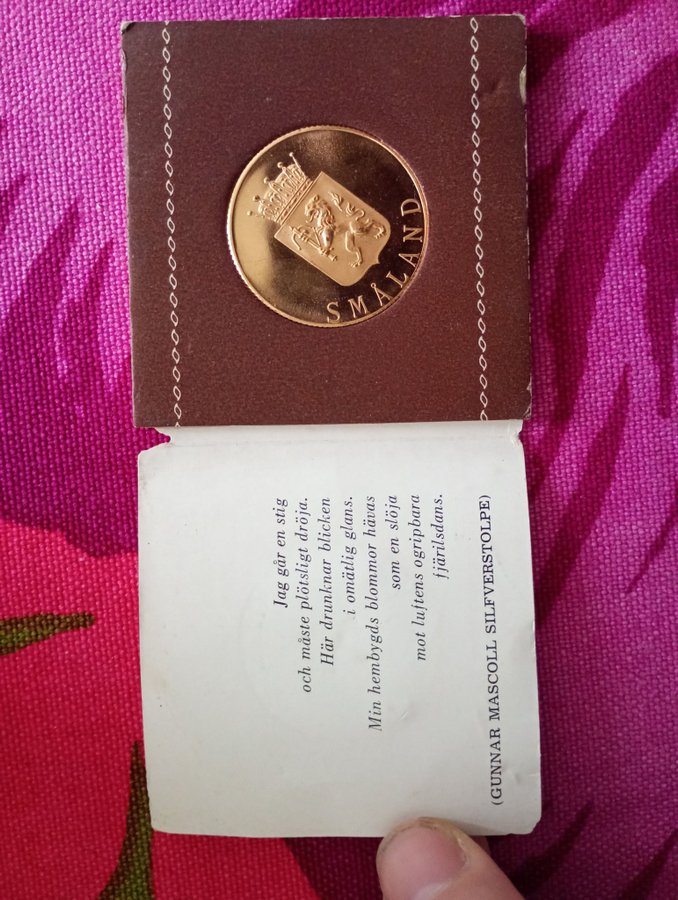 SMÅLAND
Jag går en stig
och måste plötsligt dröja.
Här drunknar blicken
i omätlig glans.
Min hembygds blommor hävas
som en slöja
mot luftens ogripbara
fjärilsdans.
(GUNNAR MASCOLL SILFVERSTOLPE)